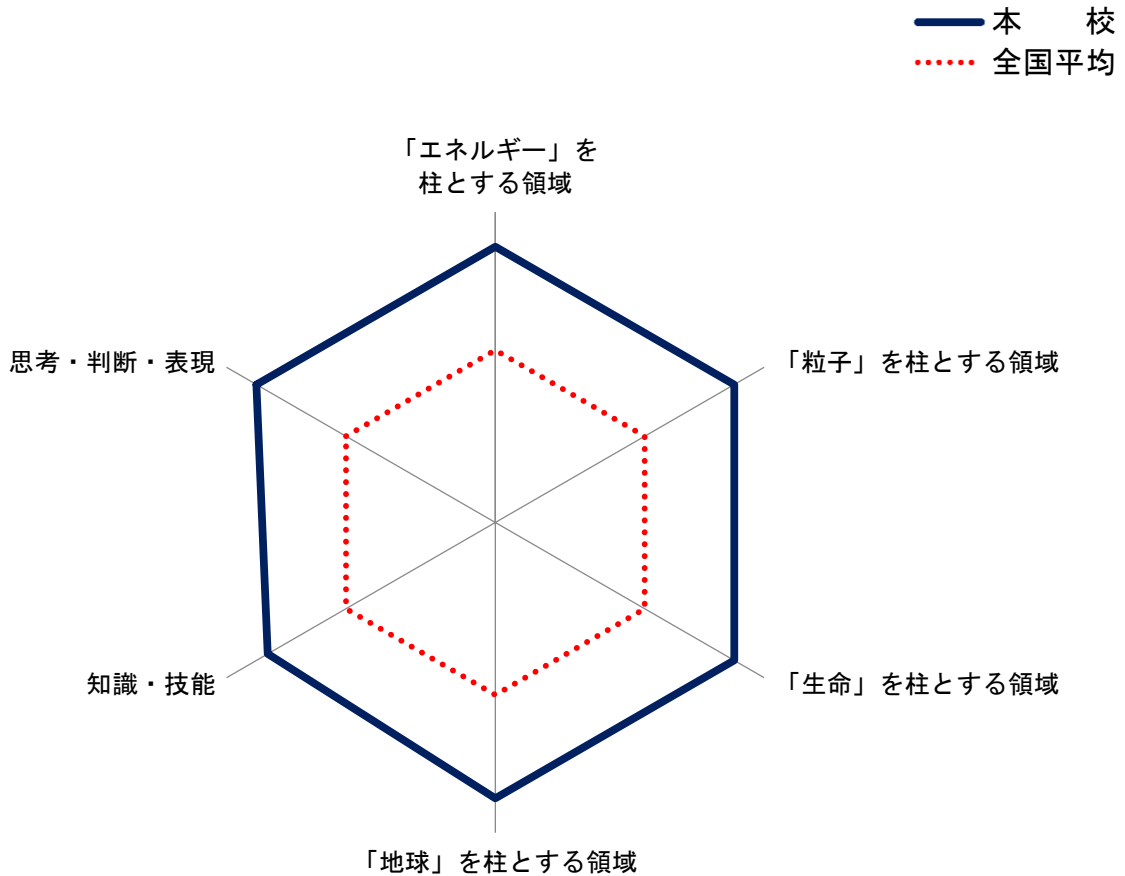 本　　校
全国平均
「エネルギー」を
柱とする領域
思考・判断・表現
「粒子」を柱とする領域
知識・技能
「生命」を柱とする領域
「地球」を柱とする領域